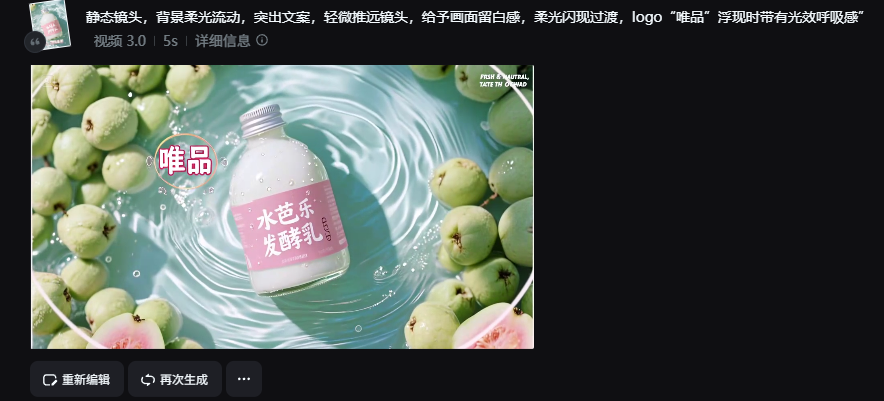 静态镜头，背景柔光流动，突出文案，轻微推远镜头，给予画面留白感，柔光闪现过渡，logo“唯品”浮现时带有光效呼吸感”
视频 3.0 | 5s | 详细信息
FRSH & NAUTRAL,
TATE TH
唯品
水芭乐
发酵乳
重新编辑
再次生成